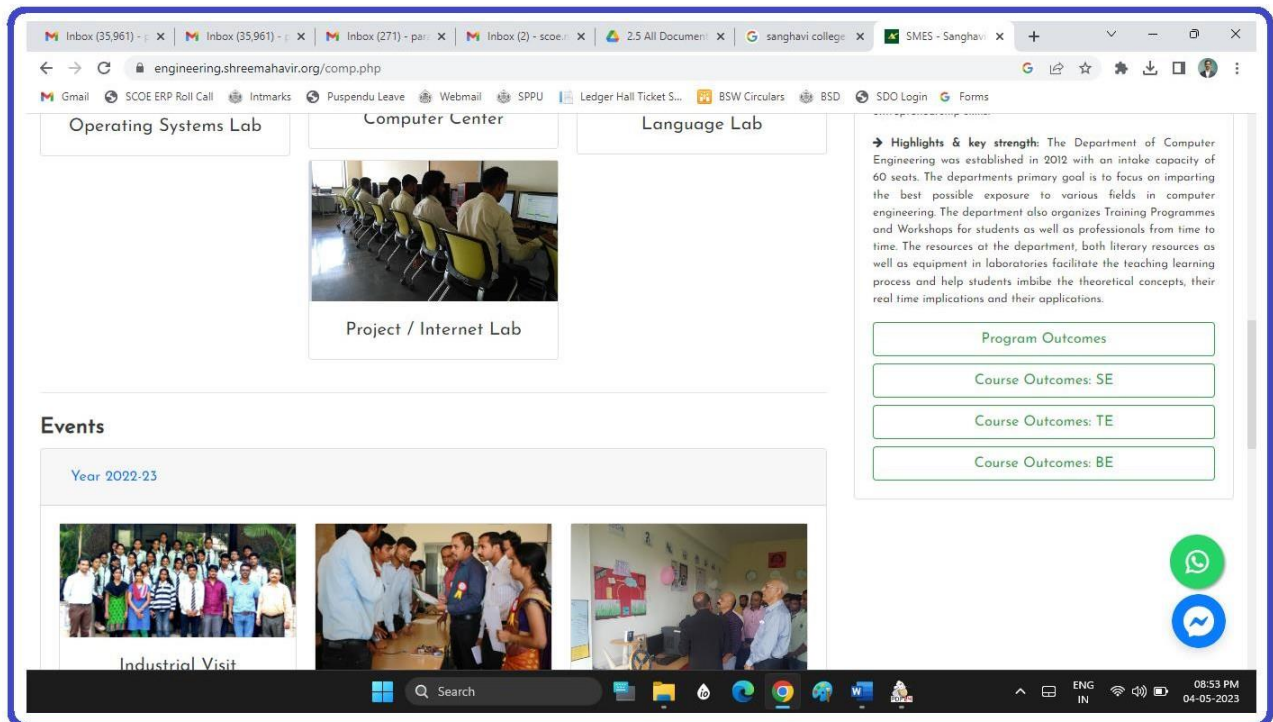 Inbox (35,961) - p
Inbox (35,961) - p
Inbox (271) - para
Inbox (2) - scoe.n
2.5 All Document
sanghavi college
SMES - Sanghavi
engineering.shreemahavir.org/comp.php
Gmail
SCOE ERP Roll Call
Intmarks
Puspendu Leave
Webmail
SPPU
Ledger Hall Ticket S...
BSW Circulars
BSD
SDO Login
Forms
Operating Systems Lab
Computer Center
Language Lab
Project / Internet Lab
Events
Year 2022-23
Industrial Visit
→ Highlights & key strength: The Department of Computer
Engineering was established in 2012 with an intake capacity of
60 seats. The departments primary goal is to focus on imparting
the best possible exposure to various fields in computer
engineering. The department also organizes Training Programmes
and Workshops for students as well as professionals from time to
time. The resources at the department, both literary resources as
well as equipment in laboratories facilitate the teaching learning
process and help students imbibe the theoretical concepts, their
real time implications and their applications.
Program Outcomes
Course Outcomes: SE
Course Outcomes: TE
Course Outcomes: BE
Search
ENG
IN
08:53 PM
04-05-2023